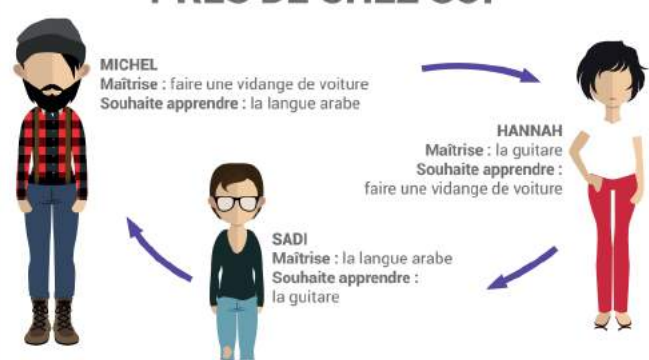 MICHEL
Maîtrise : faire une vidange de voiture
Souhaite apprendre : la langue arabe
HANNAH
Maîtrise : la guitare
Souhaite apprendre :
faire une vidange de voiture
SADI
Maîtrise : la langue arabe
Souhaite apprendre :
la guitare